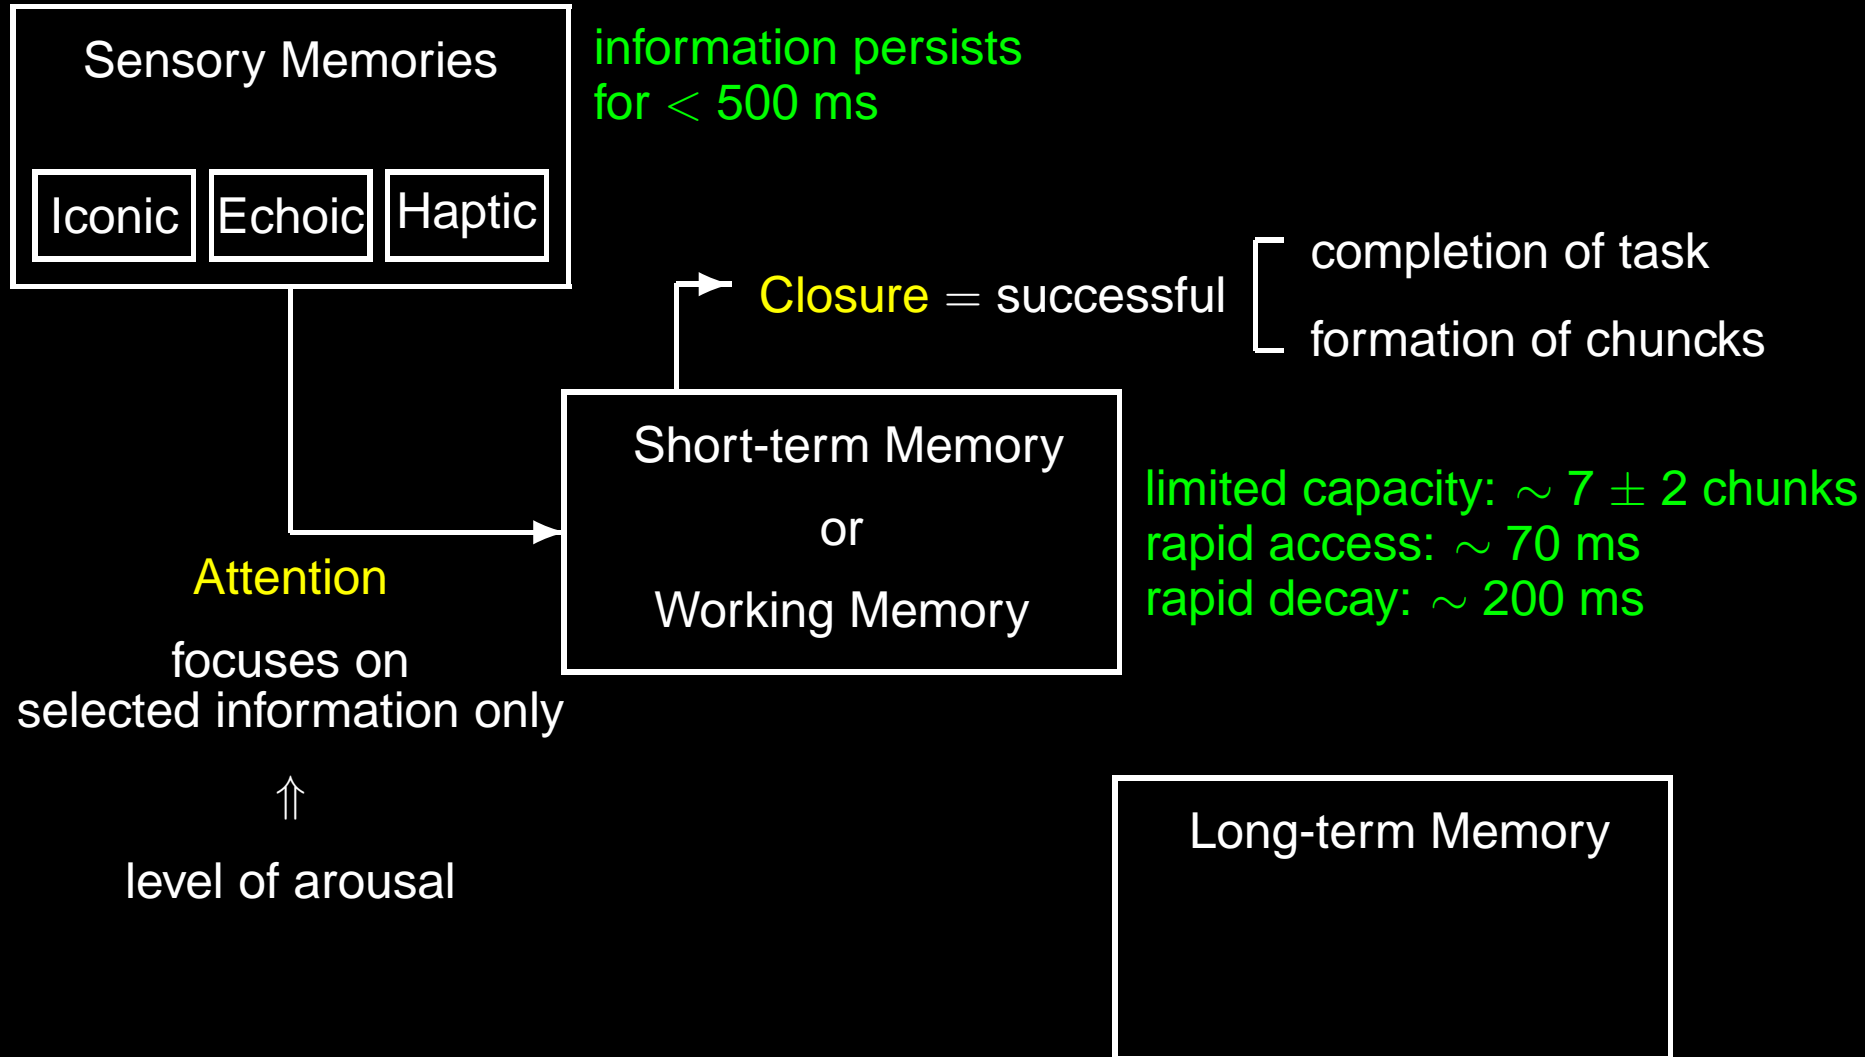 Sensory Memories
Iconic
Echoic
Haptic
information persists
for < 500 ms
Closure = successful
completion of task
formation of chuncks
Short-term Memory
or
Working Memory
limited capacity: ∼ 7 ± 2 chunks
rapid access: ∼ 70 ms
rapid decay: ∼ 200 ms
Attention
focuses on
selected information only
⇑
level of arousal
Long-term Memory